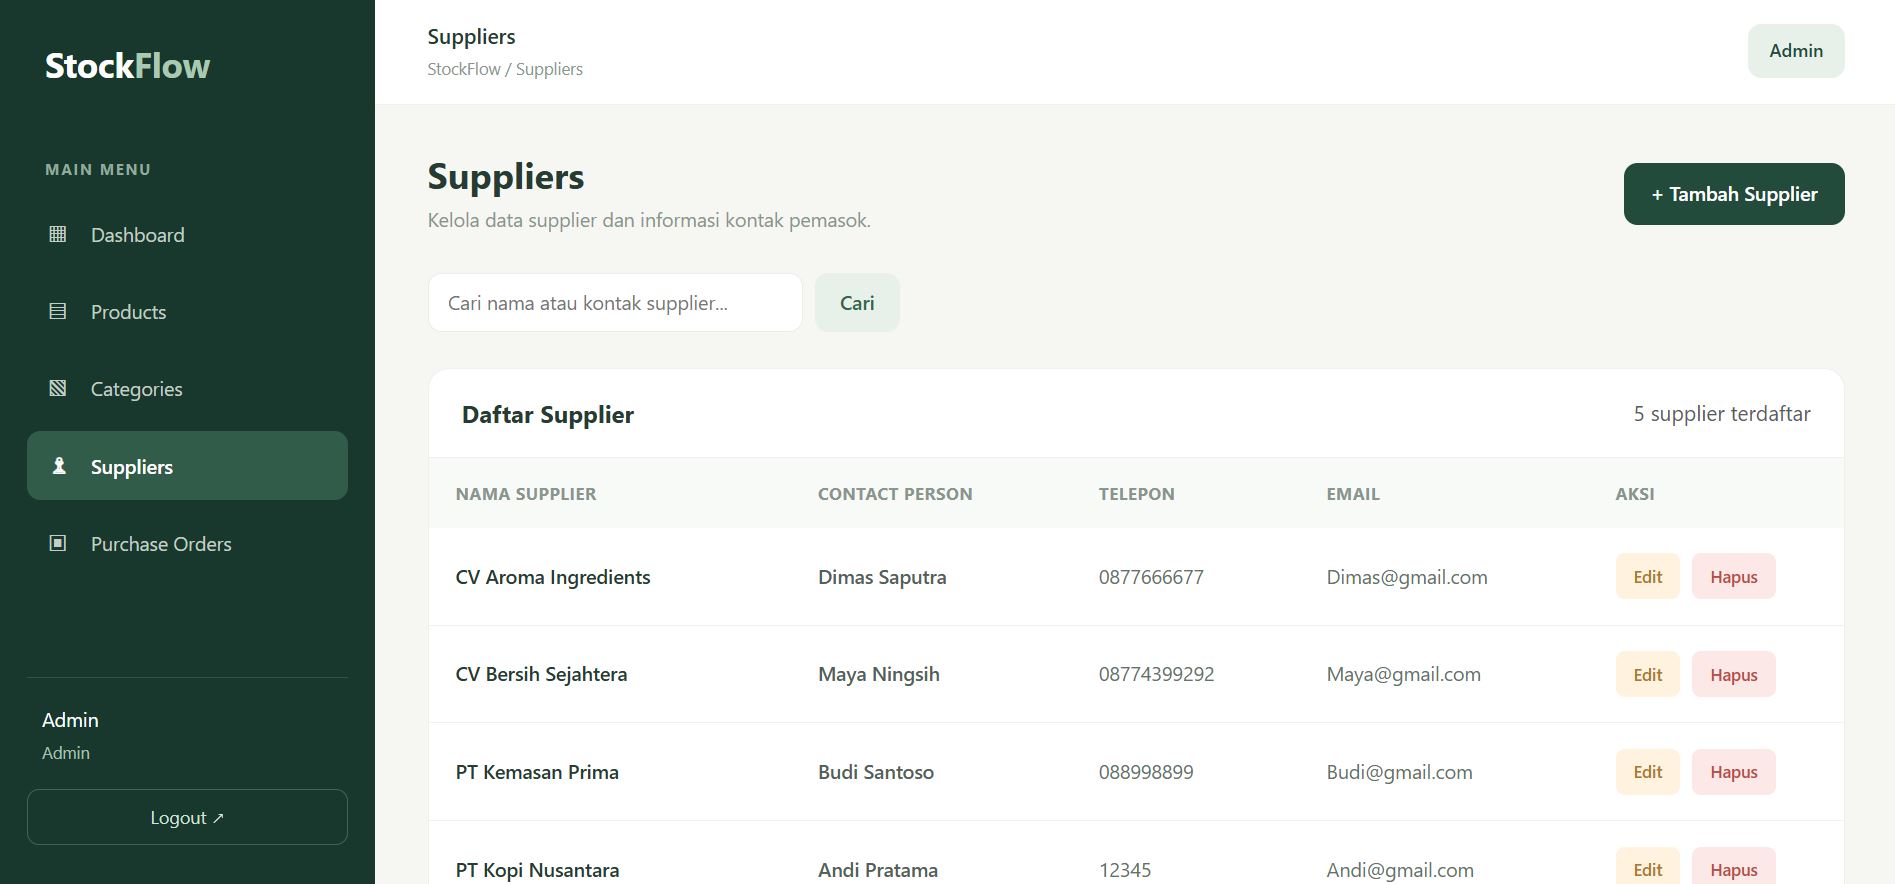 StockFlow
MAIN MENU
Dashboard
Products
Categories
Suppliers
Purchase Orders
Admin
Admin
Logout ↗
Suppliers
StockFlow / Suppliers
Admin
Suppliers
Kelola data supplier dan informasi kontak pemasok.
+ Tambah Supplier
Cari nama atau kontak supplier...
Cari
Daftar Supplier
5 supplier terdaftar
NAMA SUPPLIER CONTACT PERSON TELEPON EMAIL AKSI
CV Aroma Ingredients Dimas Saputra 0877666677 Dimas@gmail.com Edit Hapus
CV Bersih Sejahtera Maya Ningsih 08774399292 Maya@gmail.com Edit Hapus
PT Kemasan Prima Budi Santoso 088998899 Budi@gmail.com Edit Hapus
PT Kopi Nusantara Andi Pratama 12345 Andi@gmail.com Edit Hapus